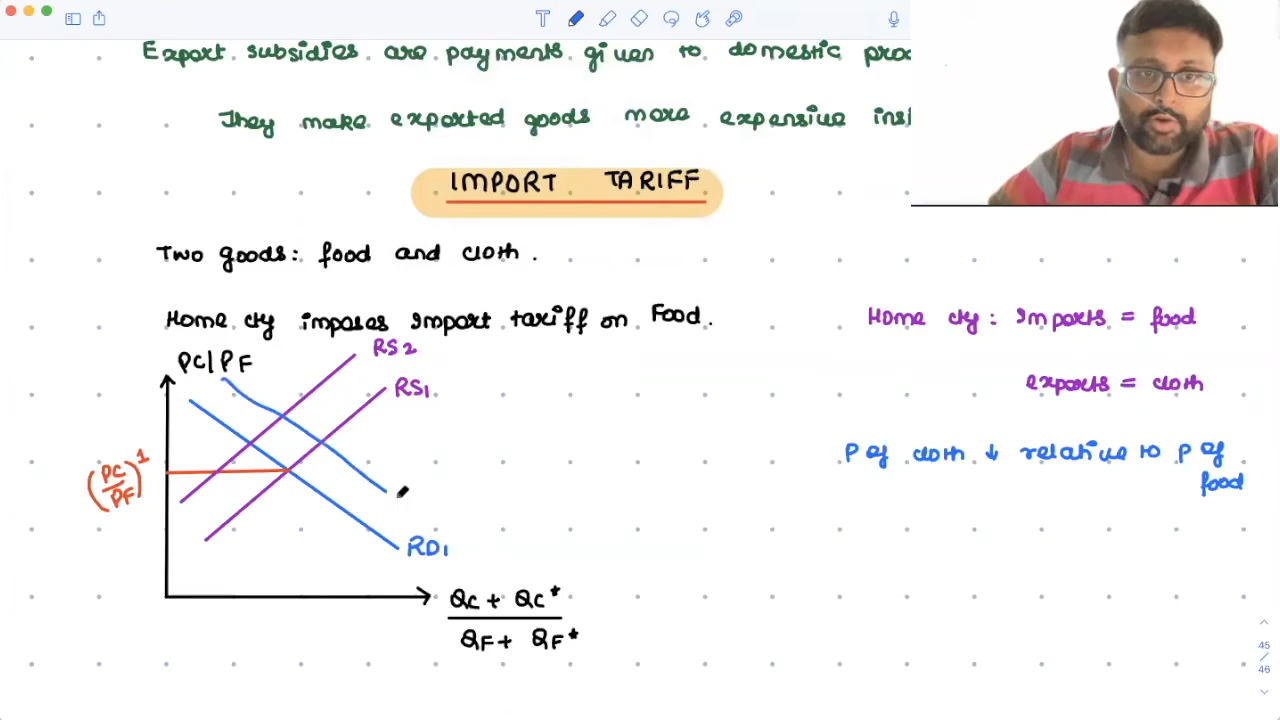 Export subsidies are payments given to domestic
They make exported goods more expensive
IMPORT TARIFF
Two goods: food and cloth.
Home cty imposes import tariff on Food.
Home cty: Imports = food
exports = cloth
P of cloth ↓ relative to P of
food
PC/PF
RS2
RS1
(PC/PF)1
RD1
QC + QC*
QF + QF*
45
/
46